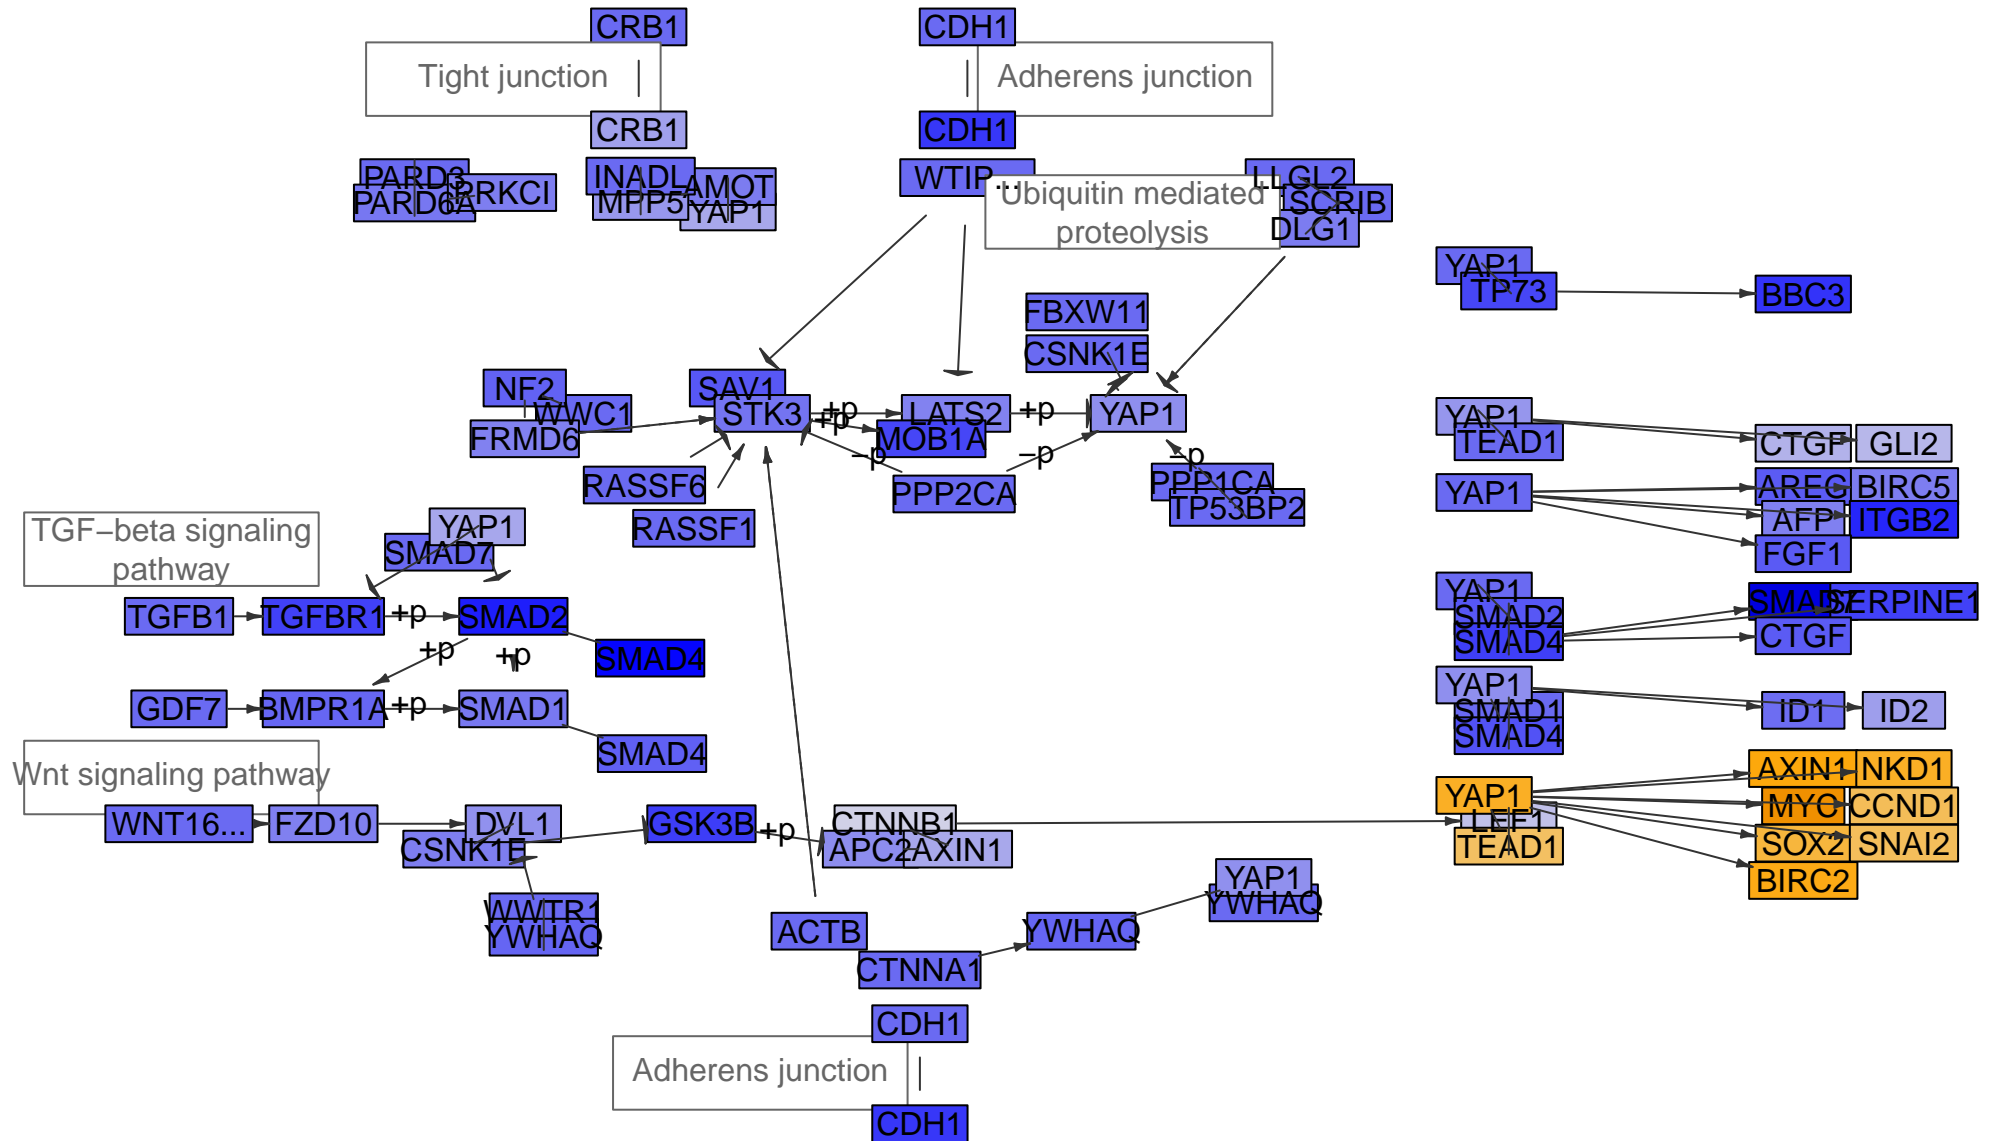 CRB1
CDH1
Tight junction
Adherens junction
CRB1
CDH1
PARD3
PARD6A
PRKCI
INADL
MPP5
AMOT
YAP1
WTIP...
Ubiquitin mediated
proteolysis
LLGL2
SCRIB
DLG1
YAP1
TP73
BBC3
FBXW11
CSNK1E
NF2
WWC1
FRMD6
SAV1
STK3
+p
+p
LATS2
MOB1A
+p
YAP1
−p
−p
−p
RASSF6
RASSF1
PPP2CA
PPP1CA
TP53BP2
YAP1
TEAD1
CTGF
GLI2
YAP1
AREG
BIRC5
AFP
ITGB2
FGF1
TGF−beta signaling
pathway
YAP1
SMAD7
TGFB1
TGFBR1
+p
SMAD2
+p
+p
SMAD4
GDF7
BMPR1A
+p
SMAD1
SMAD4
YAP1
SMAD2
SMAD4
SMAD7
SERPINE1
CTGF
YAP1
SMAD1
SMAD4
ID1
ID2
Wnt signaling pathway
WNT16...
FZD10
DVL1
CSNK1E
GSK3B
+p
CTNNB1
APC2
AXIN1
YAP1
LEF1
TEAD1
AXIN1
NKD1
MYC
CCND1
SOX2
SNAI2
BIRC2
WWTR1
YWHAQ
ACTB
CTNNA1
YWHAQ
YAP1
YWHAQ
CDH1
Adherens junction
CDH1